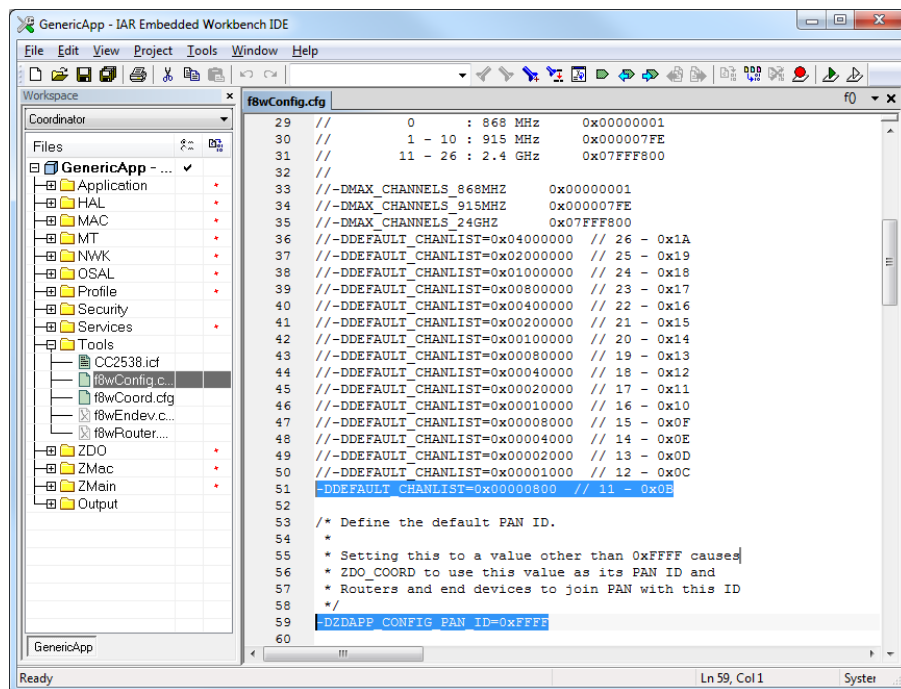 GenericApp - IAR Embedded Workbench IDE
File Edit View Project Tools Window Help
Workspace
Coordinator
Files
GenericApp - ...
Application
HAL
MAC
MT
NWK
OSAL
Profile
Security
Services
Tools
CC2538.icf
f8wConfig.c...
f8wCoord.cfg
f8wEndev.c...
f8wRouter....
ZDO
ZMac
ZMain
Output
GenericApp
f8wConfig.cfg
f()
29 // 0 : 868 MHz 0x00000001
30 // 1 - 10 : 915 MHz 0x000007FE
31 // 11 - 26 : 2.4 GHz 0x07FFF800
32 //
33 //-DMAX_CHANNELS_868MHZ 0x00000001
34 //-DMAX_CHANNELS_915MHZ 0x000007FE
35 //-DMAX_CHANNELS_24GHZ 0x07FFF800
36 //-DDEFAULT_CHANLIST=0x04000000 // 26 - 0x1A
37 //-DDEFAULT_CHANLIST=0x02000000 // 25 - 0x19
38 //-DDEFAULT_CHANLIST=0x01000000 // 24 - 0x18
39 //-DDEFAULT_CHANLIST=0x00800000 // 23 - 0x17
40 //-DDEFAULT_CHANLIST=0x00400000 // 22 - 0x16
41 //-DDEFAULT_CHANLIST=0x00200000 // 21 - 0x15
42 //-DDEFAULT_CHANLIST=0x00100000 // 20 - 0x14
43 //-DDEFAULT_CHANLIST=0x00080000 // 19 - 0x13
44 //-DDEFAULT_CHANLIST=0x00040000 // 18 - 0x12
45 //-DDEFAULT_CHANLIST=0x00020000 // 17 - 0x11
46 //-DDEFAULT_CHANLIST=0x00010000 // 16 - 0x10
47 //-DDEFAULT_CHANLIST=0x00008000 // 15 - 0x0F
48 //-DDEFAULT_CHANLIST=0x00004000 // 14 - 0x0E
49 //-DDEFAULT_CHANLIST=0x00002000 // 13 - 0x0D
50 //-DDEFAULT_CHANLIST=0x00001000 // 12 - 0x0C
51 -DDEFAULT_CHANLIST=0x00000800 // 11 - 0x0B
52
53 /* Define the default PAN ID.
54 *
55 * Setting this to a value other than 0xFFFF causes
56 * ZDO_COORD to use this value as its PAN ID and
57 * Routers and end devices to join PAN with this ID
58 */
59 -DZDAPP_CONFIG_PAN_ID=0xFFFF
60
Ready
Ln 59, Col 1
Syster